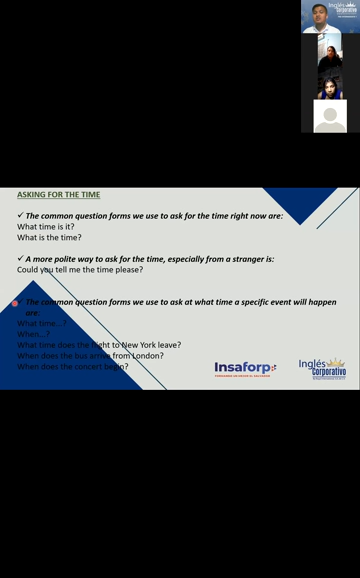 Inglés
Corporativo
ASKING FOR THE TIME
✓ The common question forms we use to ask for the time right now are:
What time is it?
What is the time?
✓ A more polite way to ask for the time, especially from a stranger is:
Could you tell me the time please?
✓ The common question forms we use to ask at what time a specific event will happen
are:
What time...?
When...?
What time does the flight to New York leave?
When does the bus arrive from London?
When does the concert begin?
Insaforp
Inglés
Corporativo